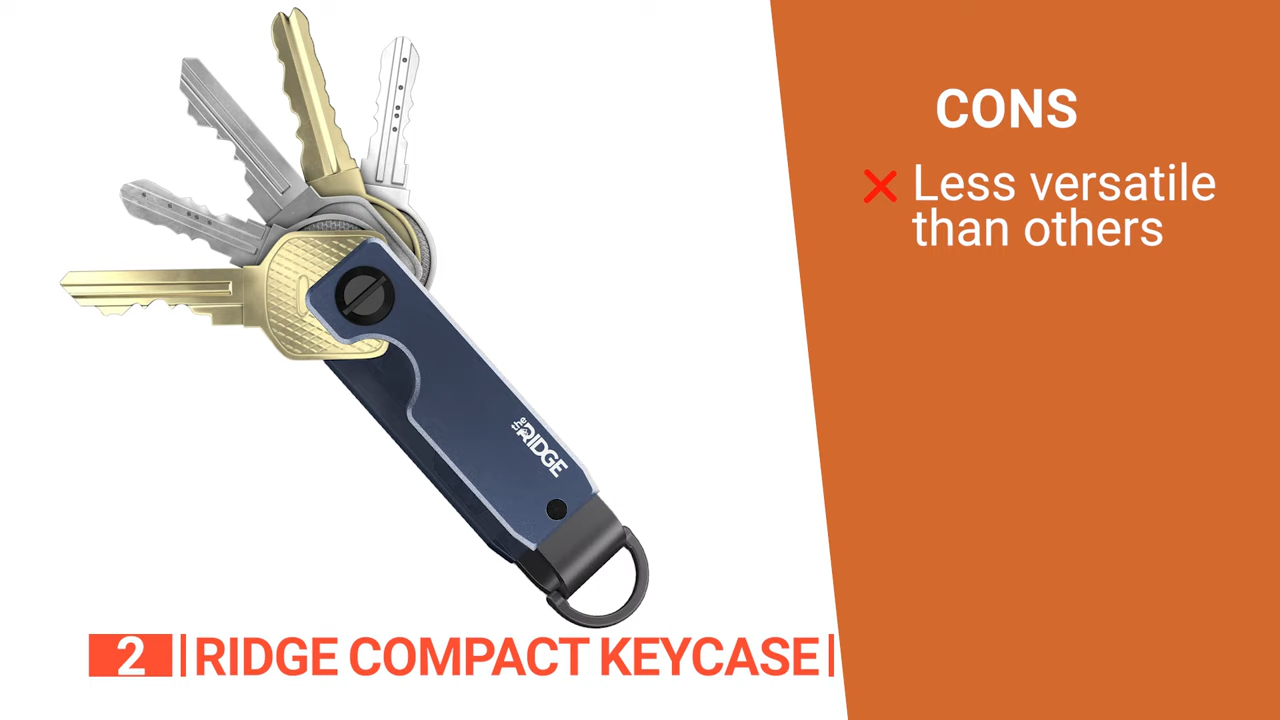 CONS
Less versatile
than others
the RIDGE
2 RIDGE COMPACT KEYCASE